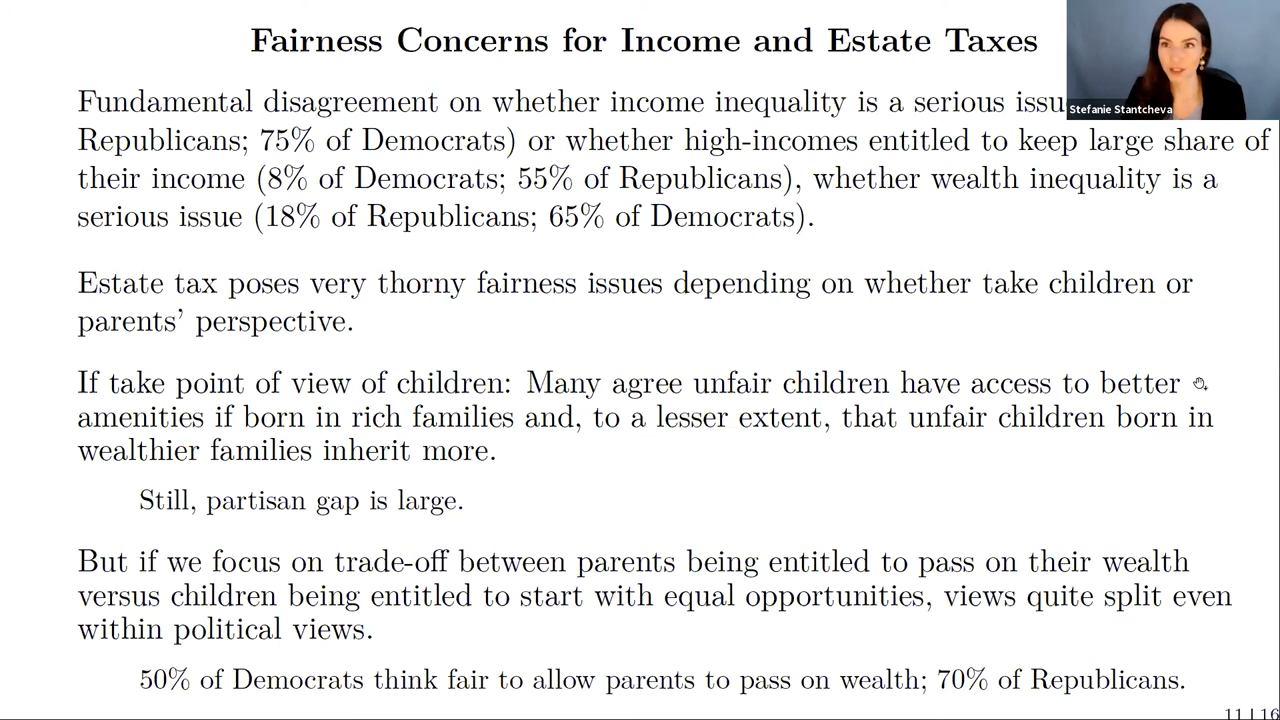 Fairness Concerns for Income and Estate Taxes
Stefanie Stantcheva
Fundamental disagreement on whether income inequality is a serious
Republicans; 75% of Democrats) or whether high-incomes entitled to keep large share of
their income (8% of Democrats; 55% of Republicans), whether wealth inequality is a
serious issue (18% of Republicans; 65% of Democrats).
Estate tax poses very thorny fairness issues depending on whether take children or
parents' perspective.
If take point of view of children: Many agree unfair children have access to better
amenities if born in rich families and, to a lesser extent, that unfair children born in
wealthier families inherit more.
Still, partisan gap is large.
But if we focus on trade-off between parents being entitled to pass on their wealth
versus children being entitled to start with equal opportunities, views quite split even
within political views.
50% of Democrats think fair to allow parents to pass on wealth; 70% of Republicans.
11 | 16